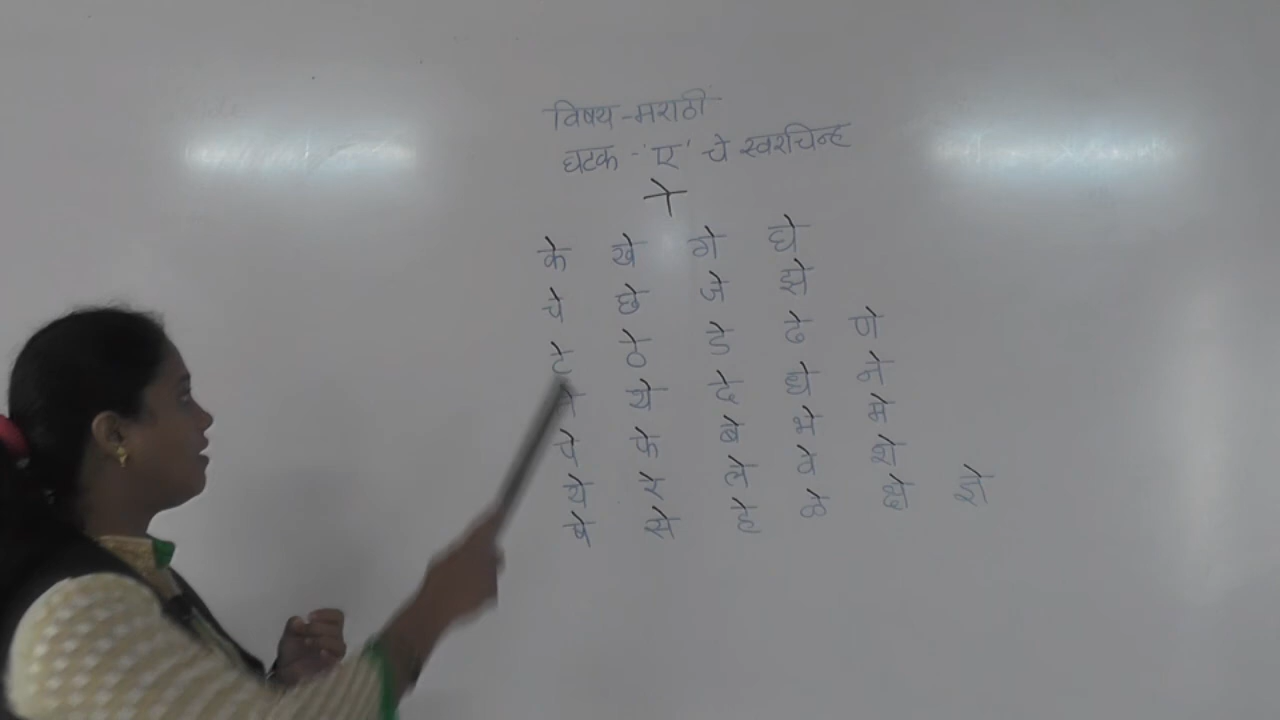 विषय - मराठी
घटक - 'ए' चे स्वरचिन्ह
े
के खे गे घे
चे छे जे झे
टे ठे डे ढे णे
ते थे दे धे ने
पे फे बे भे मे
ये रे ले वे शे
षे से हे ळे क्षे ज्ञे